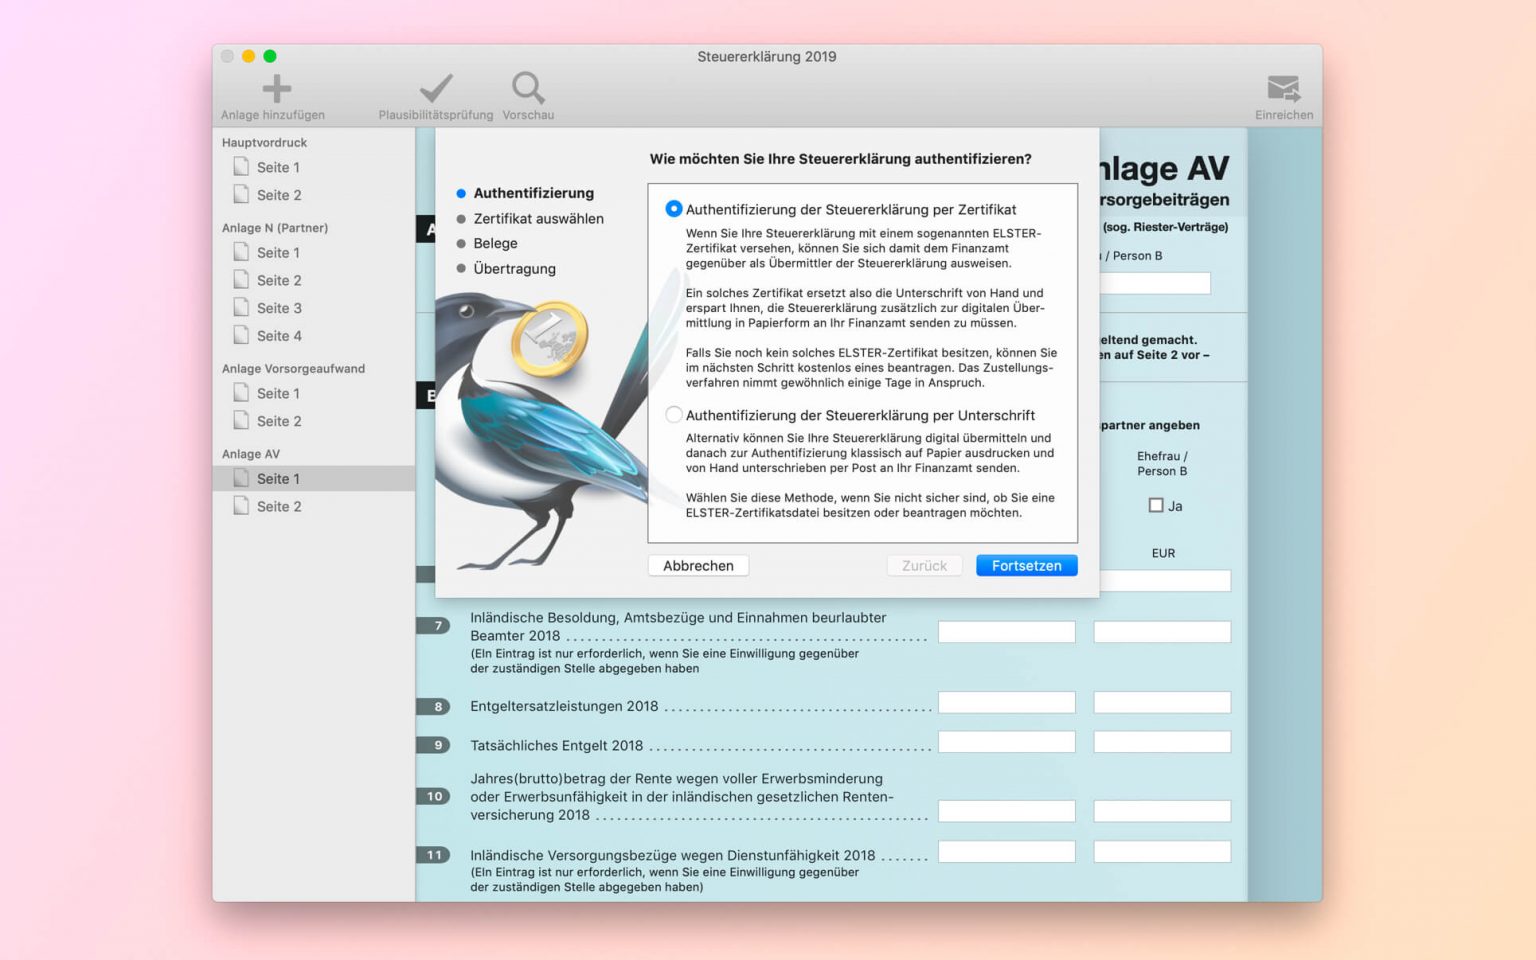 Steuererklärung 2019
Anlage hinzufügen
Plausibilitätsprüfung
Vorschau
Einreichen
Hauptvordruck
Seite 1
Seite 2
Anlage N (Partner)
Seite 1
Seite 2
Seite 3
Seite 4
Anlage Vorsorgeaufwand
Seite 1
Seite 2
Anlage AV
Seite 1
Seite 2
Authentifizierung
Zertifikat auswählen
Belege
Übertragung
Wie möchten Sie Ihre Steuererklärung authentifizieren?
Authentifizierung der Steuererklärung per Zertifikat
Wenn Sie Ihre Steuererklärung mit einem sogenannten ELSTER-
Zertifikat versehen, können Sie sich damit dem Finanzamt
gegenüber als Übermittler der Steuererklärung ausweisen.
Ein solches Zertifikat ersetzt also die Unterschrift von Hand und
erspart Ihnen, die Steuererklärung zusätzlich zur digitalen Über-
mittlung in Papierform an Ihr Finanzamt senden zu müssen.
Falls Sie noch kein solches ELSTER-Zertifikat besitzen, können Sie
im nächsten Schritt kostenlos eines beantragen. Das Zustellungs-
verfahren nimmt gewöhnlich einige Tage in Anspruch.
Authentifizierung der Steuererklärung per Unterschrift
Alternativ können Sie Ihre Steuererklärung digital übermitteln und
danach zur Authentifizierung klassisch auf Papier ausdrucken und
von Hand unterschrieben per Post an Ihr Finanzamt senden.
Wählen Sie diese Methode, wenn Sie nicht sicher sind, ob Sie eine
ELSTER-Zertifikatsdatei besitzen oder beantragen möchten.
Abbrechen
Zurück
Fortsetzen
1
A
B
nlage AV
rsorgebeiträgen
(sog. Riester-Verträge)
/ Person B
eltend gemacht.
en auf Seite 2 vor –
partner angeben
Ehefrau /
Person B
Ja
EUR
7 Inländische Besoldung, Amtsbezüge und Einnahmen beurlaubter
Beamter 2018
(EIn Eintrag ist nur erforderlich, wenn Sie eine Einwilligung gegenüber
der zuständigen Stelle abgegeben haben
8 Entgeltersatzleistungen 2018
9 Tatsächliches Entgelt 2018
10 Jahres(brutto)betrag der Rente wegen voller Erwerbsminderung
oder Erwerbsunfähigkeit in der inländischen gesetzlichen Renten-
versicherung 2018
11 Inländische Versorgungsbezüge wegen Dienstunfähigkeit 2018
(EIn Eintrag ist nur erforderlich, wenn Sie eine Einwilligung gegenüber
der zuständigen Stelle abgegeben haben)